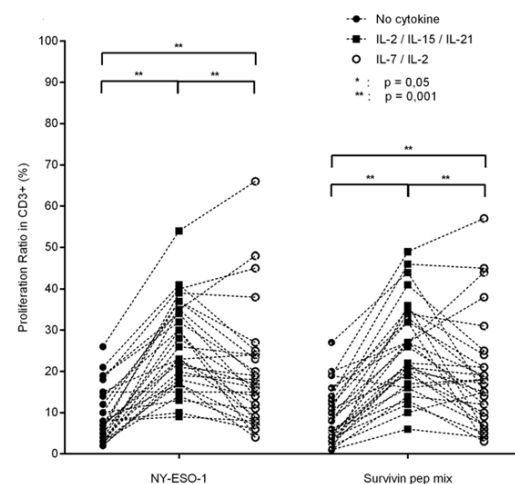 No cytokine
IL-2 / IL-15 / IL-21
IL-7 / IL-2
* : p = 0,05
** : p = 0,001
**
** **
**
** **
Proliferation Ratio in CD3+ (%)
100
90
80
70
60
50
40
30
20
10
0
NY-ESO-1 Survivin pep mix